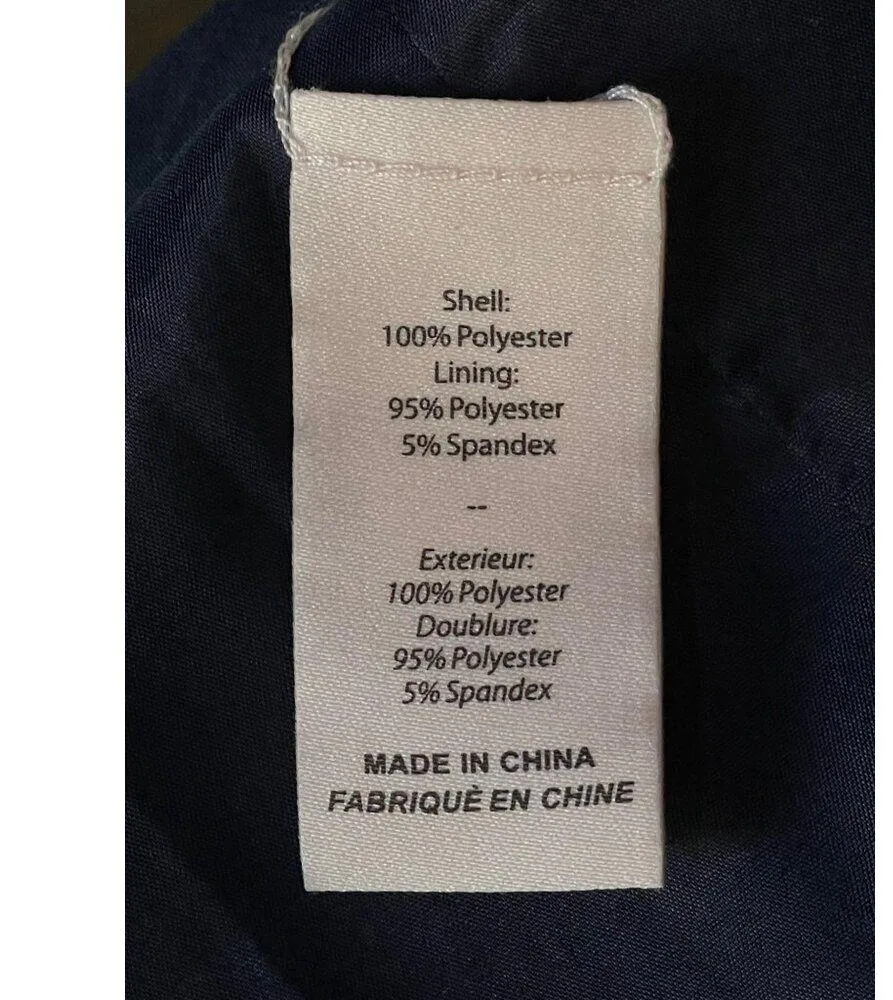 Shell:
100% Polyester
Lining:
95% Polyester
5% Spandex
--
Exterieur:
100% Polyester
Doublure:
95% Polyester
5% Spandex
MADE IN CHINA
FABRIQUÈ EN CHINE